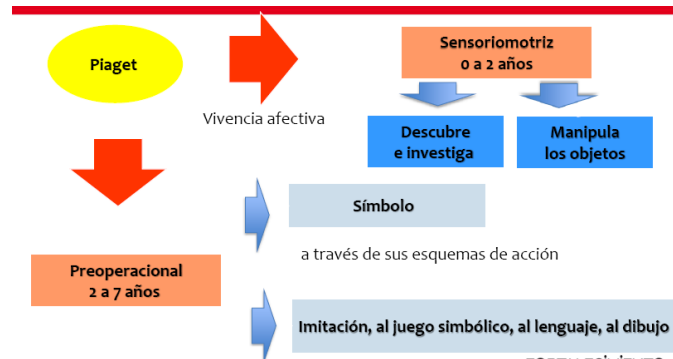 Piaget
Vivencia afectiva
Sensoriomotriz
0 a 2 años
Descubre
e investiga
Manipula
los objetos
Símbolo
a través de sus esquemas de acción
Preoperacional
2 a 7 años
Imitación, al juego simbólico, al lenguaje, al dibujo